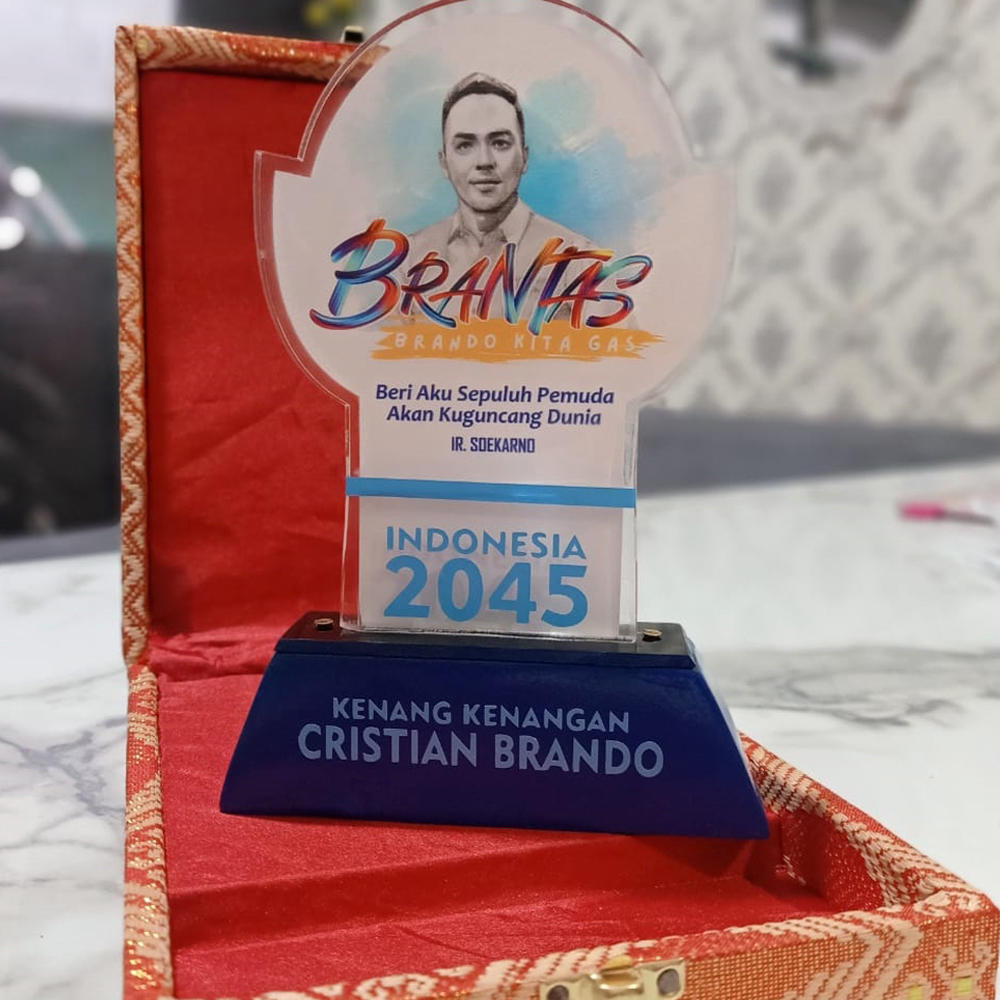 BRANTAS
BRANDO KITA GAS
Beri Aku Sepuluh Pemuda
Akan Kuguncang Dunia
IR. SOEKARNO
INDONESIA
2045
KENANG KENANGAN
CRISTIAN BRANDO